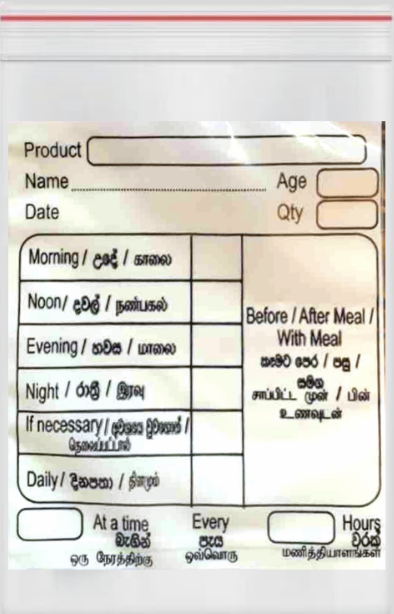 Product
Name Age
Date Qty
Morning / උදේ / காலை
Noon / දවල් / நண்பகல்
Evening / හවස / மாலை
Night / රාත්‍රී / இரவு
If necessary / අවශ්‍ය වුවහොත් /
தேவைப்பட்டால்
Daily / දිනපතා / தினமும்
Before / After Meal /
With Meal
කෑමට පෙර / පසු /
සමග
சாப்பிட்ட முன் / பின்
உணவுடன்
At a time Every Hours
බැගින් පැය වරක්
ஒரு நேரத்திற்கு ஒவ்வொரு மணித்தியாளங்கள்